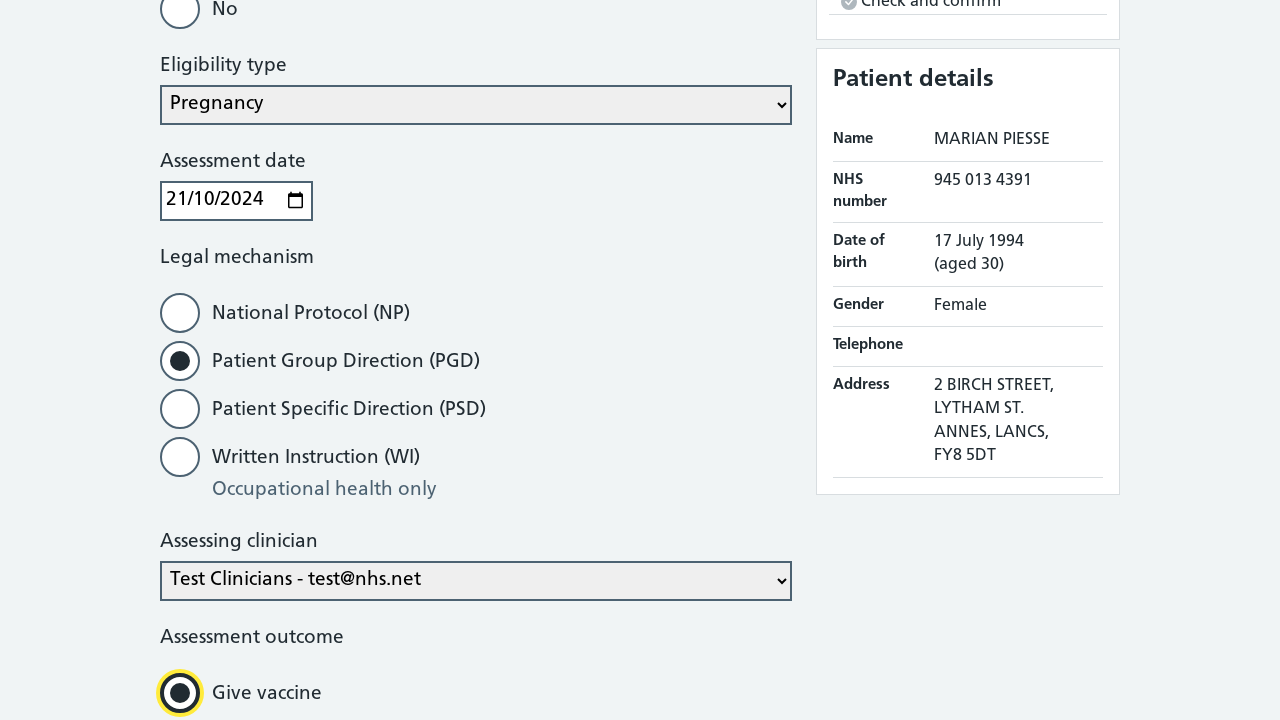 No
Eligibility type
Pregnancy
Assessment date
21/10/2024
Legal mechanism
National Protocol (NP)
Patient Group Direction (PGD)
Patient Specific Direction (PSD)
Written Instruction (WI)
Occupational health only
Assessing clinician
Test Clinicians - test@nhs.net
Assessment outcome
Give vaccine
Check and confirm
Patient details
Name MARIAN PIESSE
NHS number 945 013 4391
Date of birth 17 July 1994 (aged 30)
Gender Female
Telephone
Address 2 BIRCH STREET,
LYTHAM ST.
ANNES, LANCS,
FY8 5DT